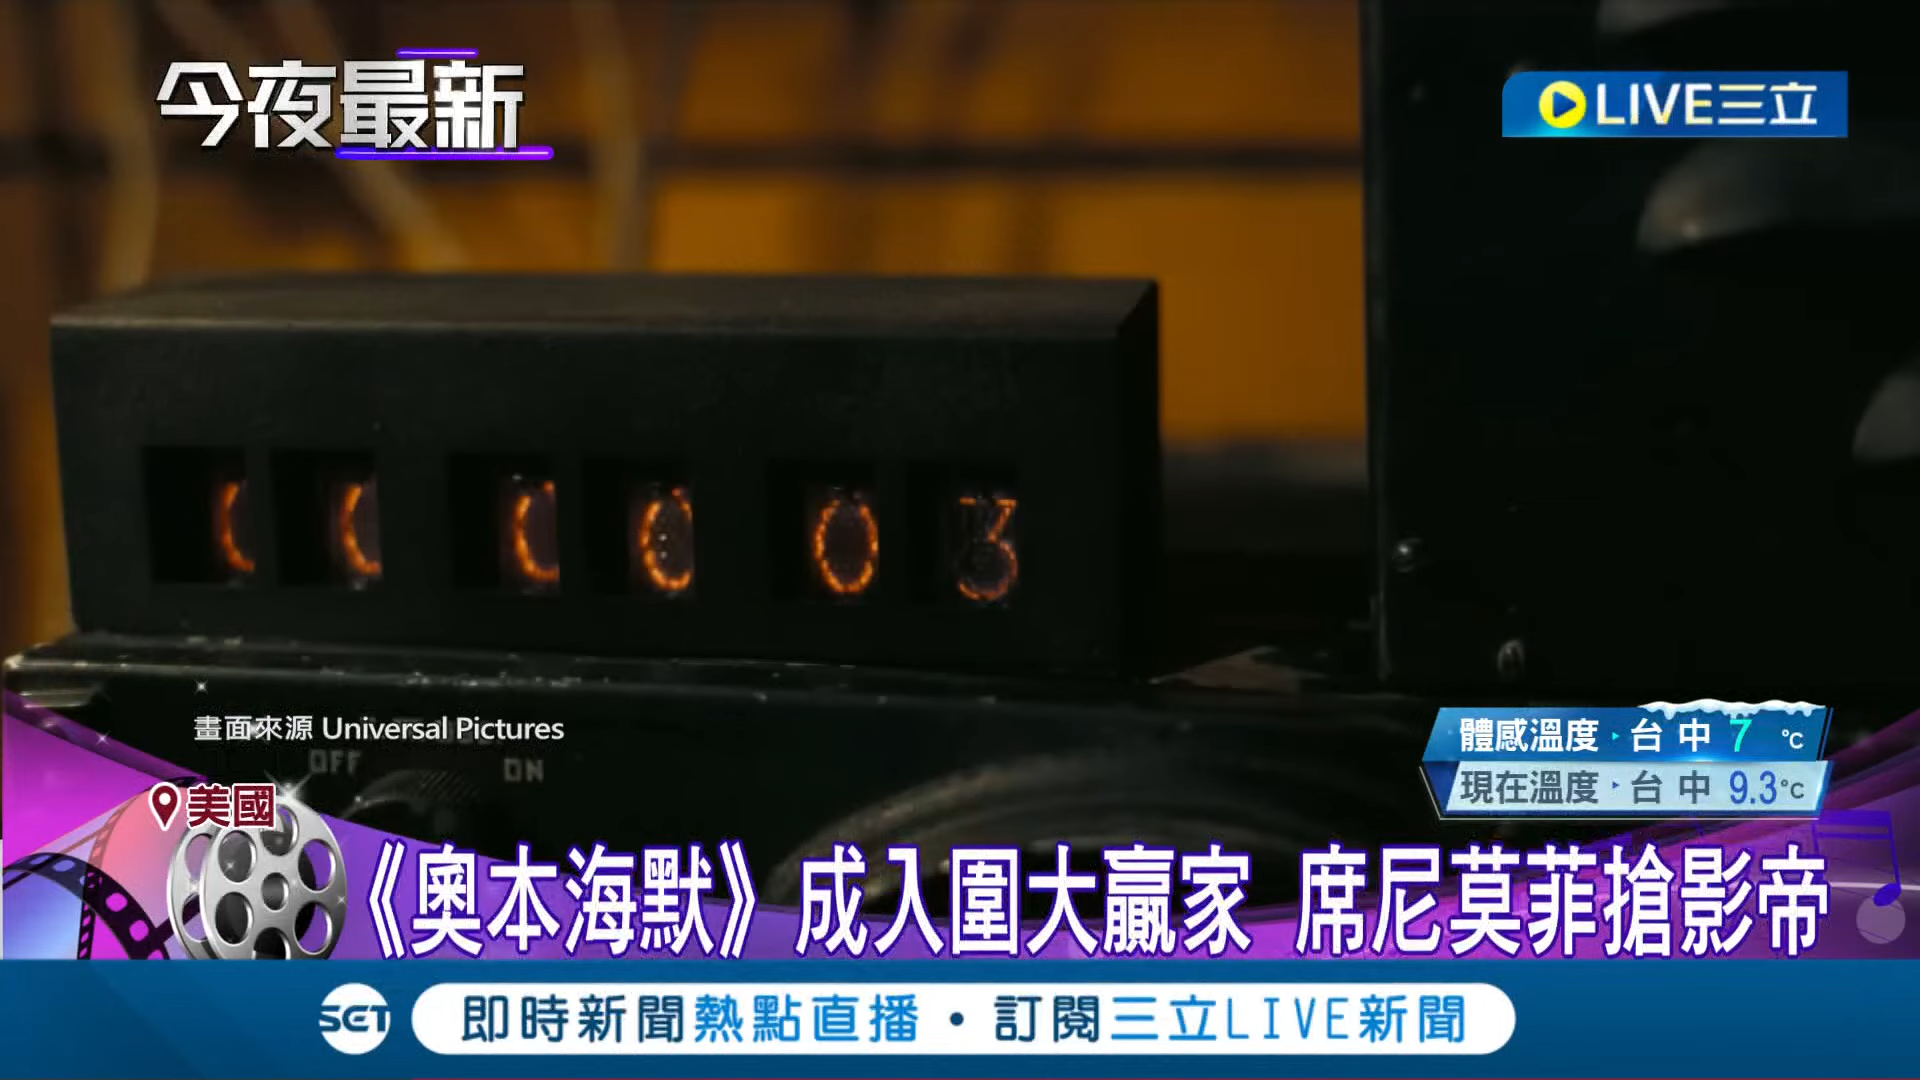 今夜最新
LIVE三立
03
畫面來源 Universal Pictures
OFF
ON
體感溫度 台中 7 °C
現在溫度 台中 9.3 °C
美國
《奧本海默》成入圍大贏家 席尼莫菲搶影帝
SET 即時新聞熱點直播・訂閱三立LIVE新聞